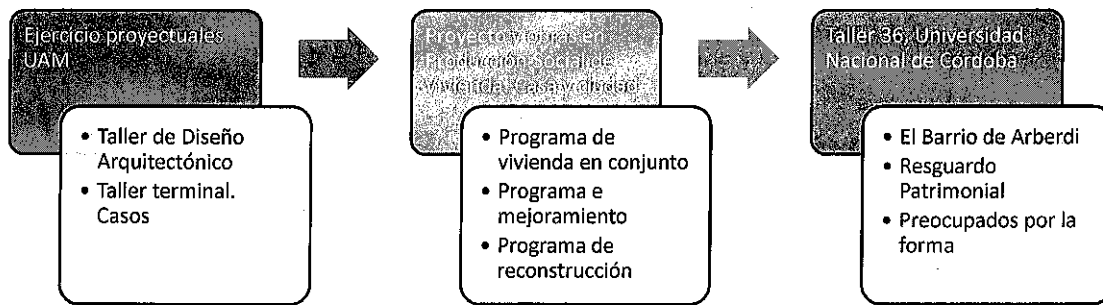 Ejercicio proyectuales
UAM
• Taller de Diseño
Arquitectónico
• Taller terminal.
Casos
Producción Social de
Vivienda. Casa y ciudad
• Programa de
vivienda en conjunto
• Programa e
mejoramiento
• Programa de
reconstrucción
Taller 36, Universidad
Nacional de Córdoba
• El Barrio de Arberdi
• Resguardo
Patrimonial
• Preocupados por la
forma